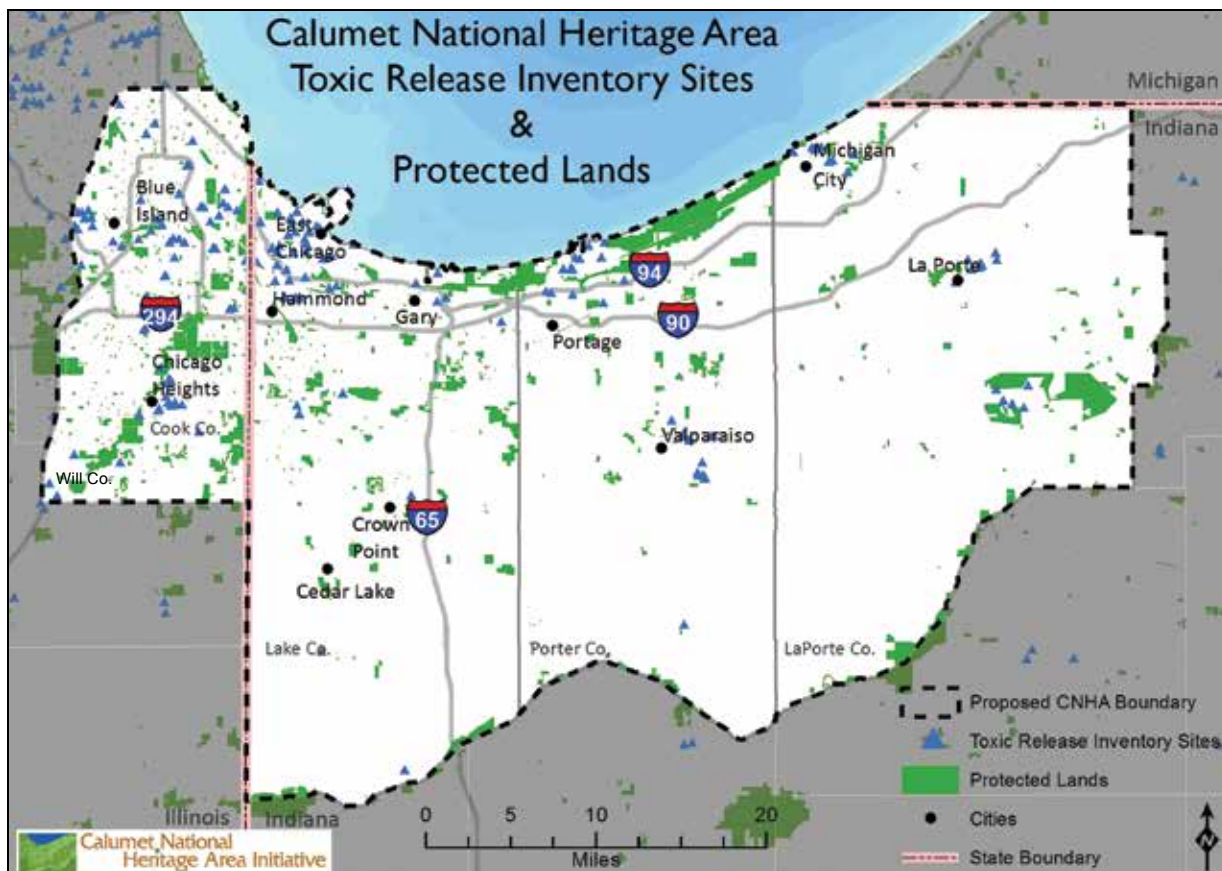 Calumet National Heritage Area
Toxic Release Inventory Sites
&
Protected Lands
Michigan
Indiana
Michigan
City
Blue
Island
East
Chicago
La Porte
94
Hammond
Gary
294
90
Portage
Chicago
Heights
Cook Co.
Valparaiso
Will Co.
65
Crown
Point
Cedar Lake
Lake Co.
Porter Co.
LaPorte Co.
Proposed CNHA Boundary
Toxic Release Inventory Sites
Protected Lands
Cities
State Boundary
Illinois
Indiana
0 5 10 20
Miles
N
Calumet National
Heritage Area Initiative